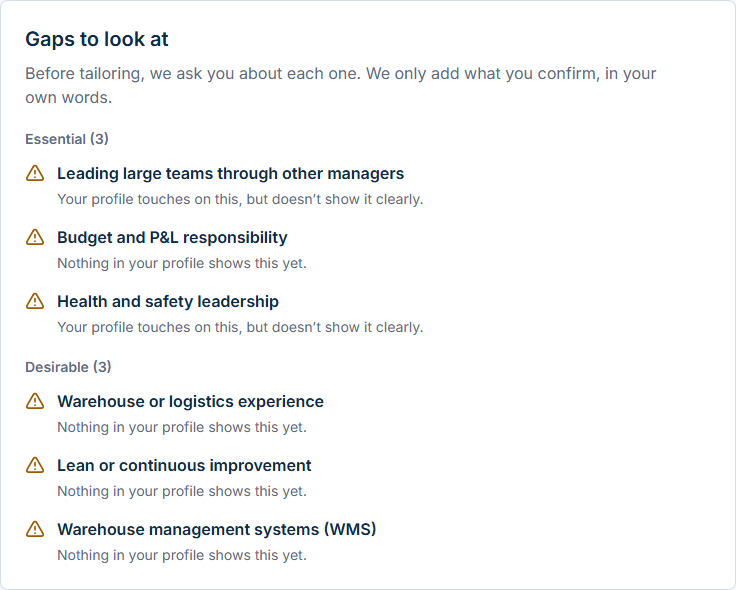 Gaps to look at
Before tailoring, we ask you about each one. We only add what you confirm, in your
own words.
Essential (3)
Leading large teams through other managers
Your profile touches on this, but doesn’t show it clearly.
Budget and P&L responsibility
Nothing in your profile shows this yet.
Health and safety leadership
Your profile touches on this, but doesn’t show it clearly.
Desirable (3)
Warehouse or logistics experience
Nothing in your profile shows this yet.
Lean or continuous improvement
Nothing in your profile shows this yet.
Warehouse management systems (WMS)
Nothing in your profile shows this yet.